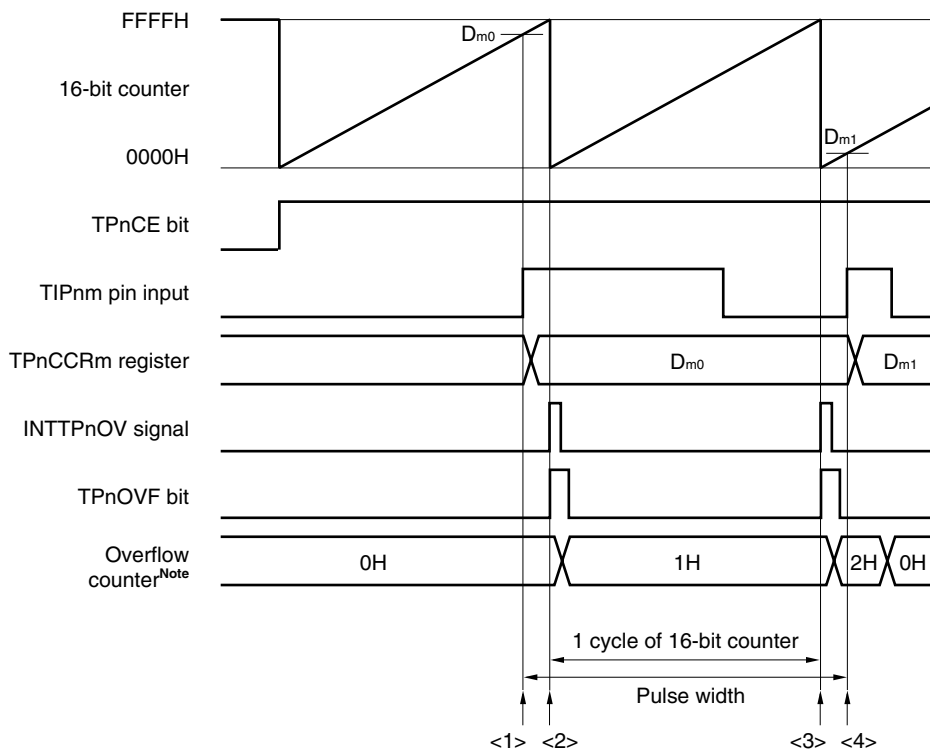 FFFFH
Dm0
16-bit counter
Dm1
0000H
TPnCE bit
TIPnm pin input
TPnCCRm register
Dm0
Dm1
INTTPnOV signal
TPnOVF bit
Overflow
counterNote
0H
1H
2H
0H
1 cycle of 16-bit counter
Pulse width
<1>
<2>
<3>
<4>